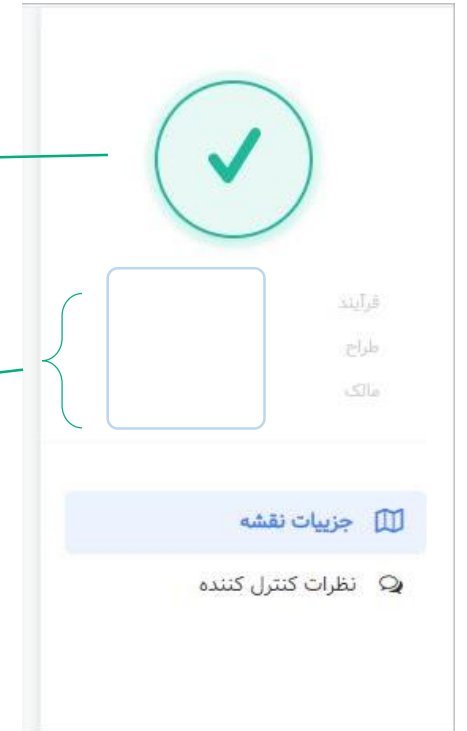 فرآیند
طراح
مالک
جزییات نقشه
نظرات کنترل کننده